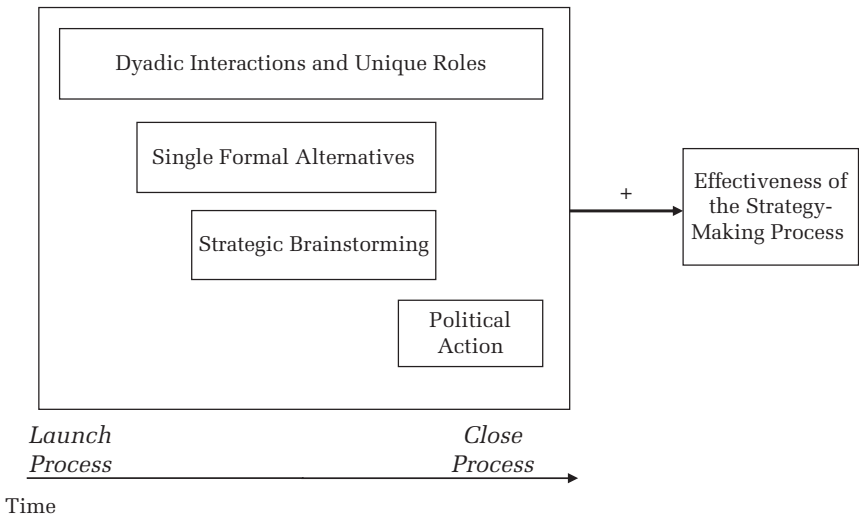 Dyadic Interactions and Unique Roles
Single Formal Alternatives
Strategic Brainstorming
Political
Action
+
Effectiveness of
the Strategy-
Making Process
Launch
Process
Close
Process
Time